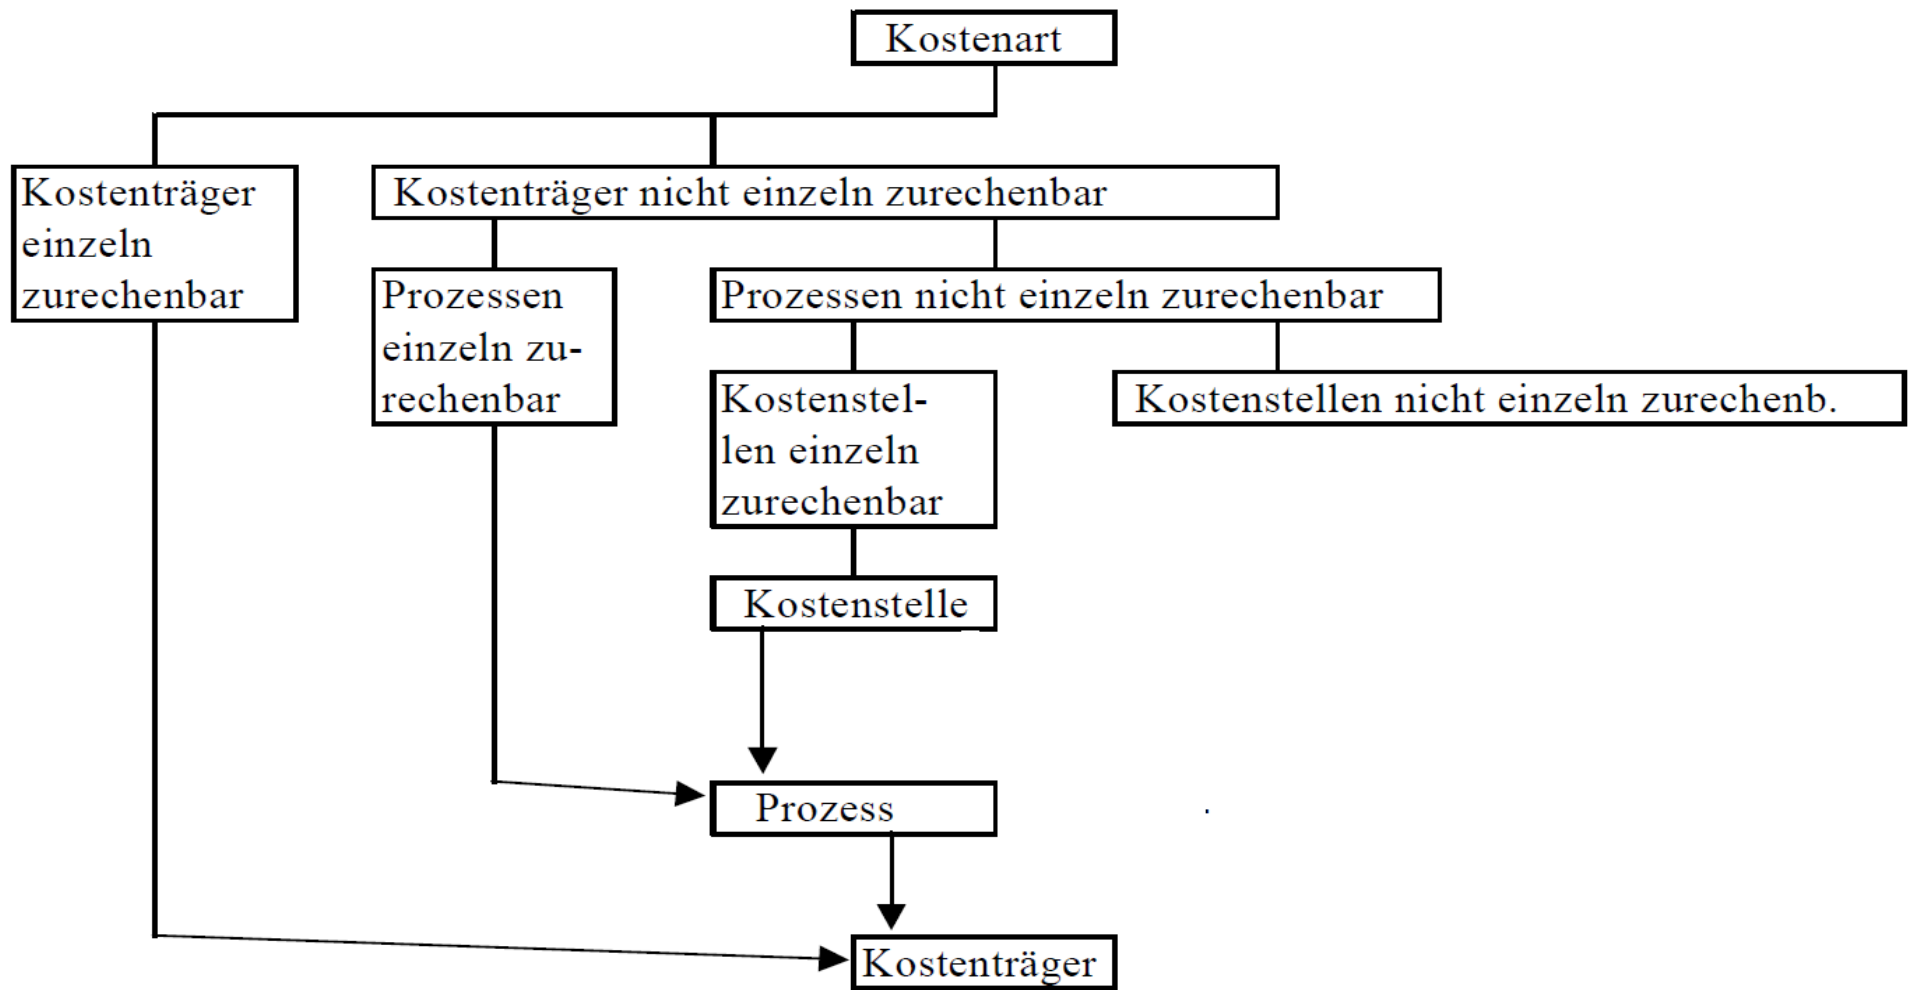 Kostenart
Kostenträger
einzeln
zurechenbar
Kostenträger nicht einzeln zurechenbar
Prozessen
einzeln zu-
rechenbar
Prozessen nicht einzeln zurechenbar
Kostenstel-
len einzeln
zurechenbar
Kostenstellen nicht einzeln zurechenb.
Kostenstelle
Prozess
Kostenträger